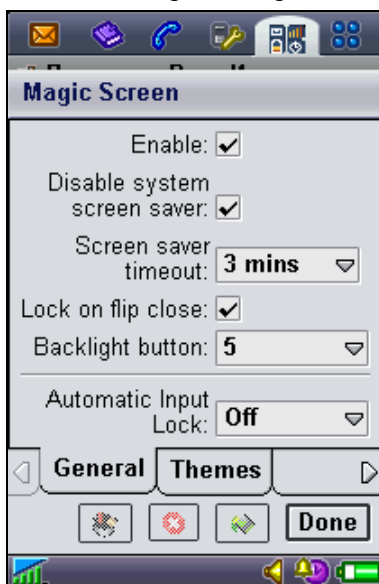 Magic Screen
Enable:
Disable system
screen saver:
Screen saver
timeout: 3 mins
Lock on flip close:
Backlight button: 5
Automatic Input
Lock: Off
General Themes
Done